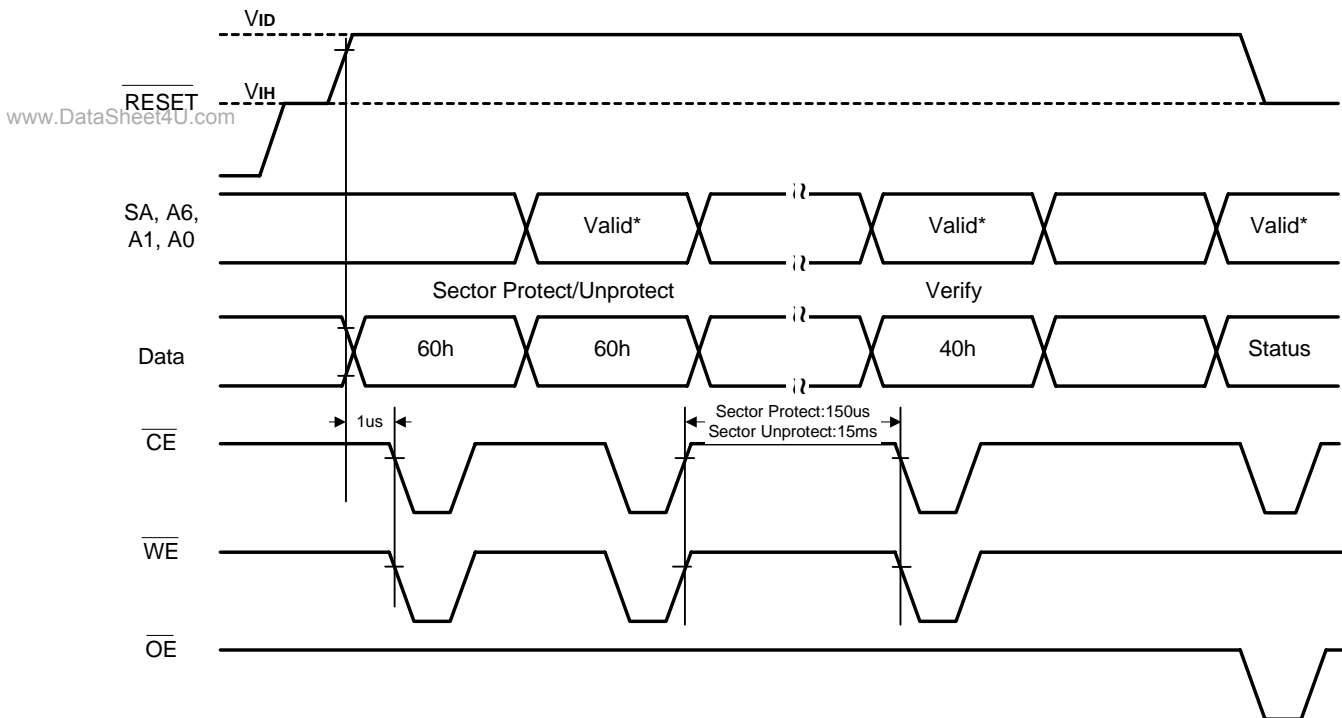 VID
RESET
VIH
www.DataSheet4U.com
SA, A6,
A1, A0
Valid*
Valid*
Valid*
Sector Protect/Unprotect
Verify
Data
60h
60h
40h
Status
1us
Sector Protect:150us
Sector Unprotect:15ms
CE
WE
OE